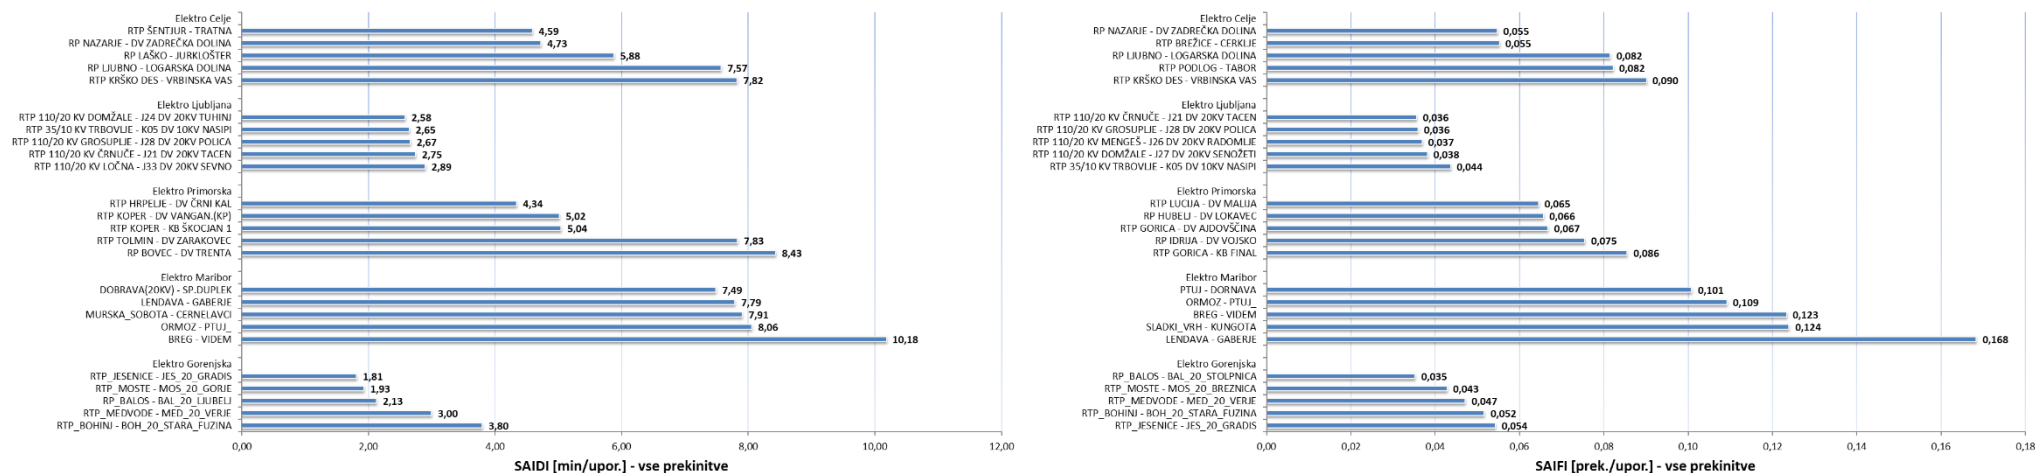 Elektro Celje
RTP ŠENTJUR - TRATNA 4,59
RP NAZARJE - DV ZADREČKA DOLINA 4,73
RP LAŠKO - JURKLOŠTER 5,88
RP LJUBNO - LOGARSKA DOLINA 7,57
RTP KRŠKO DES - VRBINSKA VAS 7,82
Elektro Ljubljana
RTP 110/20 KV DOMŽALE - J24 DV 20KV TUHINJ 2,58
RTP 35/10 KV TRBOVLJE - K05 DV 10KV NASIPI 2,65
RTP 110/20 KV GROSUPLJE - J28 DV 20KV POLICA 2,67
RTP 110/20 KV ČRNUČE - J21 DV 20KV TACEN 2,75
RTP 110/20 KV LOČNA - J33 DV 20KV SEVNO 2,89
Elektro Primorska
RTP HRPELJE - DV ČRNI KAL 4,34
RTP KOPER - DV VANGAN.(KP) 5,02
RTP KOPER - KB ŠKOCJAN 1 5,04
RTP TOLMIN - DV ZARAKOVEC 7,83
RP BOVEC - DV TRENTA 8,43
Elektro Maribor
DOBRAVA(20KV) - SP.DUPLEK 7,49
LENDAVA - GABERJE 7,79
MURSKA_SOBOTA - CERNELAVCI 7,91
ORMOZ - PTUJ_ 8,06
BREG - VIDEM 10,18
Elektro Gorenjska
RTP_JESENICE - JES_20_GRADIS 1,81
RTP_MOSTE - MOS_20_GORJE 1,93
RP_BALOS - BAL_20_LJUBELJ 2,13
RTP_MEDVODE - MED_20_VERJE 3,00
RTP_BOHINJ - BOH_20_STARA_FUZINA 3,80
0,00 2,00 4,00 6,00 8,00 10,00 12,00
SAIDI [min/upor.] - vse prekinitve
Elektro Celje
RP NAZARJE - DV ZADREČKA DOLINA 0,055
RTP BREŽICE - CERKLJE 0,055
RP LJUBNO - LOGARSKA DOLINA 0,082
RTP PODLOG - TABOR 0,082
RTP KRŠKO DES - VRBINSKA VAS 0,090
Elektro Ljubljana
RTP 110/20 KV ČRNUČE - J21 DV 20KV TACEN 0,036
RTP 110/20 KV GROSUPLJE - J28 DV 20KV POLICA 0,036
RTP 110/20 KV MENGEŠ - J26 DV 20KV RADOMLJE 0,037
RTP 110/20 KV DOMŽALE - J27 DV 20KV SENOŽETI 0,038
RTP 35/10 KV TRBOVLJE - K05 DV 10KV NASIPI 0,044
Elektro Primorska
RTP LUCIJA - DV MALIJA 0,065
RP HUBELJ - DV LOKAVEC 0,066
RTP GORICA - DV AJDOVŠČINA 0,067
RP IDRIJA - DV VOJSKO 0,075
RTP GORICA - KB FINAL 0,086
Elektro Maribor
PTUJ - DORNAVA 0,101
ORMOZ - PTUJ_ 0,109
BREG - VIDEM 0,123
SLADKI_VRH - KUNGOTA 0,124
LENDAVA - GABERJE 0,168
Elektro Gorenjska
RP_BALOS - BAL_20_STOLPNICA 0,035
RTP_MOSTE - MOS_20_BREZNICA 0,043
RTP_MEDVODE - MED_20_VERJE 0,047
RTP_BOHINJ - BOH_20_STARA_FUZINA 0,052
RTP_JESENICE - JES_20_GRADIS 0,054
0,00 0,02 0,04 0,06 0,08 0,10 0,12 0,14 0,16 0,18
SAIFI [prek./upor.] - vse prekinitve